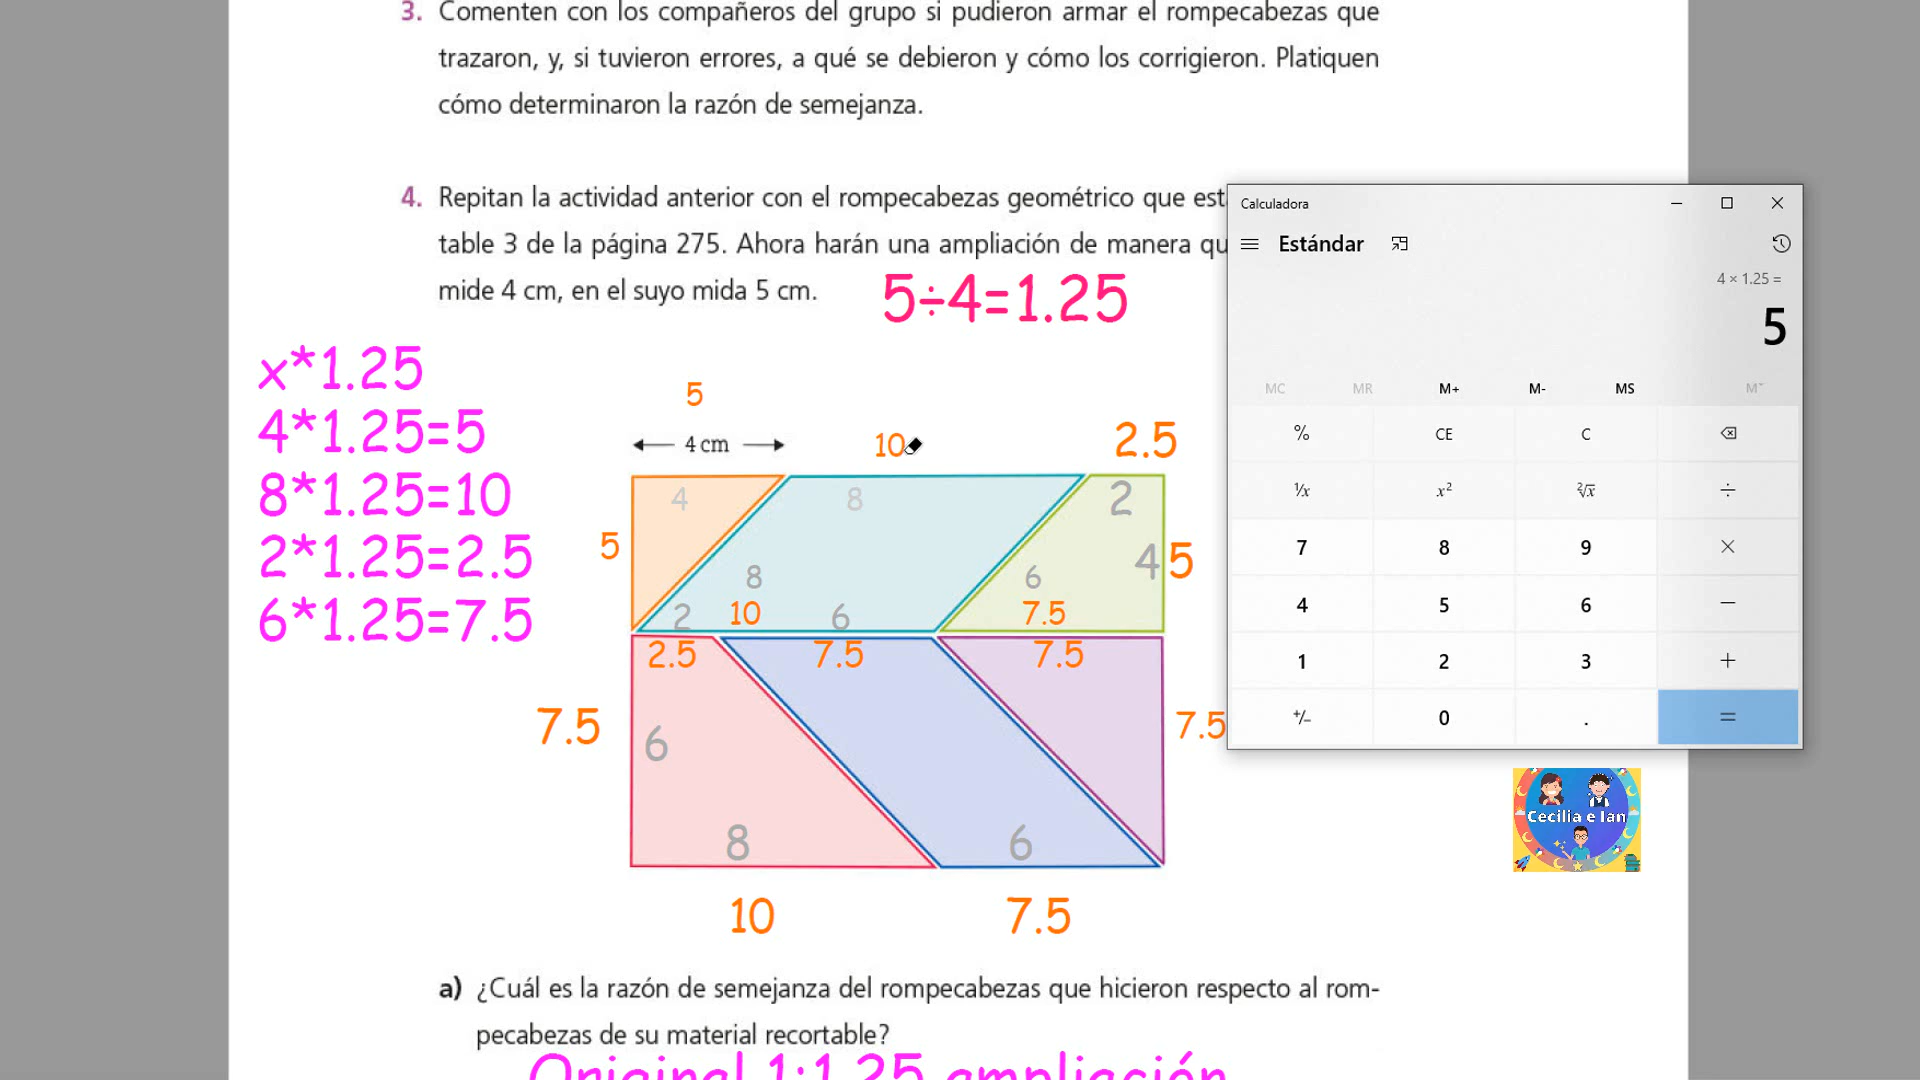 3. Comenten con los compañeros del grupo si pudieron armar el rompecabezas que
trazaron, y, si tuvieron errores, a qué se debieron y cómo los corrigieron. Platiquen
cómo determinaron la razón de semejanza.
4. Repitan la actividad anterior con el rompecabezas geométrico que est
table 3 de la página 275. Ahora harán una ampliación de manera qu
mide 4 cm, en el suyo mida 5 cm.
5÷4=1.25
x*1.25
4*1.25=5
8*1.25=10
2*1.25=2.5
6*1.25=7.5
5
4 cm
10
2.5
4
8
2
5
4
5
8
6
2
10
6
7.5
2.5
7.5
7.5
7.5
6
7.5
8
6
10
7.5
Calculadora
Estándar
4 × 1.25 =
5
MC MR M+ M- MS M˅
% CE C
¹/x x² ²√x ÷
7 8 9 ×
4 5 6 −
1 2 3 +
+/− 0 . =
Cecilia e Ian
a) ¿Cuál es la razón de semejanza del rompecabezas que hicieron respecto al rom-
pecabezas de su material recortable?
Original 1:1.25 ampliación